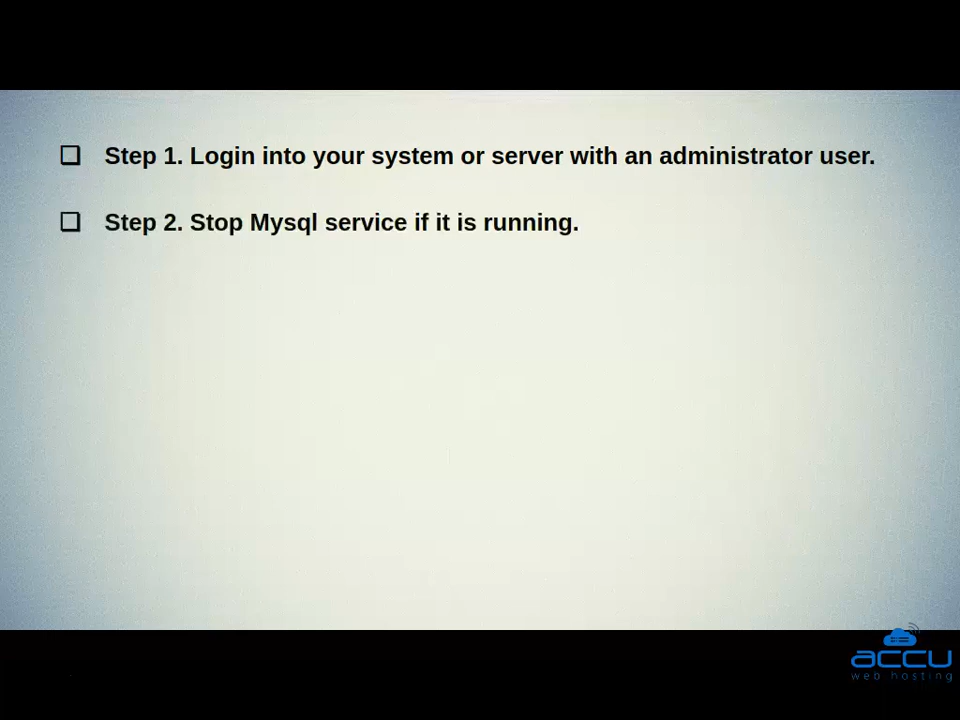 ❑ Step 1. Login into your system or server with an administrator user.
❑ Step 2. Stop Mysql service if it is running.
accu
web hosting